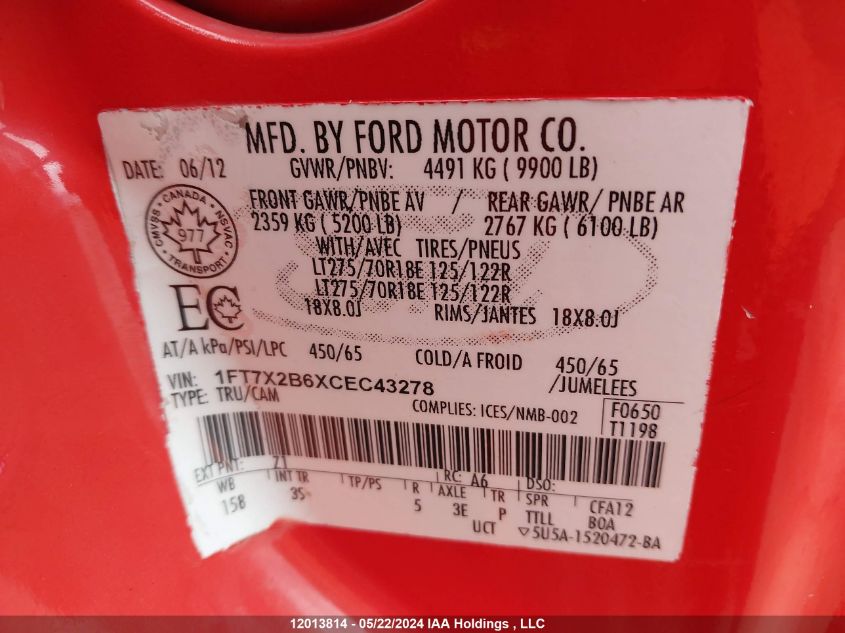 MFD. BY FORD MOTOR CO.
DATE: 06/12 GVWR/PNBV: 4491 KG ( 9900 LB)
FRONT GAWR/PNBE AV / REAR GAWR/ PNBE AR
2359 KG ( 5200 LB) 2767 KG ( 6100 LB)
WITH/AVEC TIRES/PNEUS
LT275/70R18E 125/122R
LT275/70R18E 125/122R
18X8.0J RIMS/JANTES 18X8.0J
CMVSS · CANADA · NSVAC
977
TRANSPORT
EC
AT/A kPa/PSI/LPC 450/65 COLD/A FROID 450/65
/JUMELEES
VIN: 1FT7X2B6XCEC43278
TYPE: TRU/CAM
COMPLIES: ICES/NMB-002 F0650
T1198
EXT PNT: Z1 RC: A6 DSO:
WB INT TR TP/PS R AXLE TR SPR CFA12
158 3S 5 3E P TTLL BOA
UCT ▽5U5A-1520472-BA
12013814 - 05/22/2024 IAA Holdings , LLC